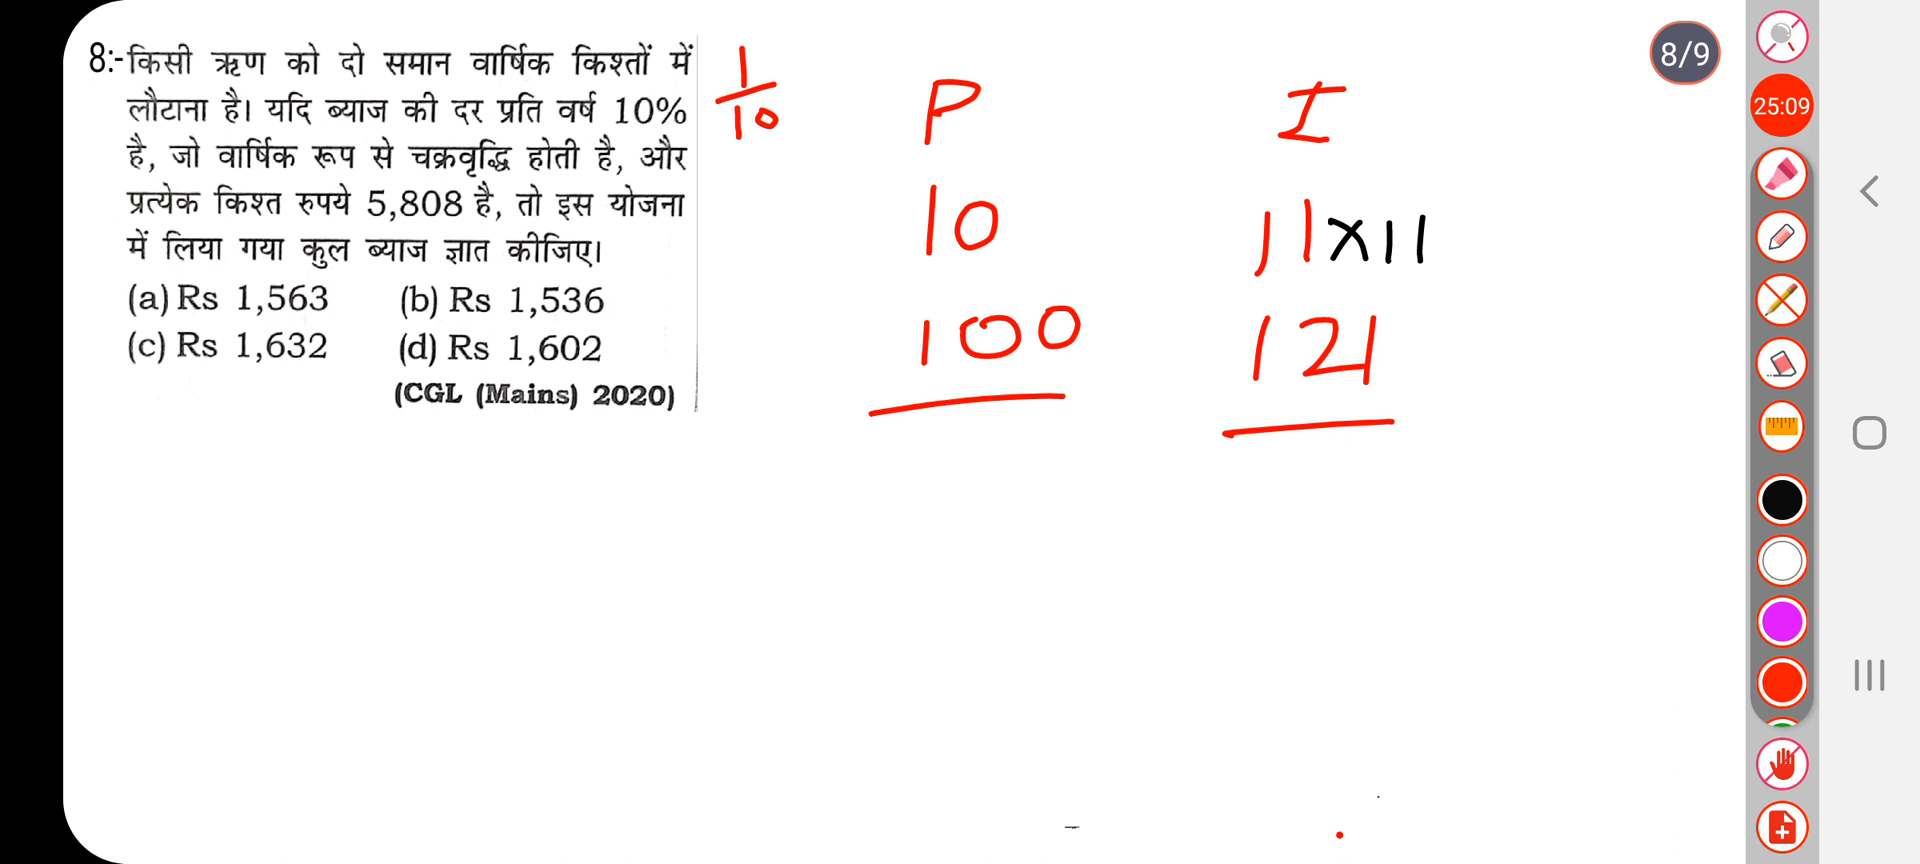 8:-किसी ऋण को दो समान वार्षिक किश्तों में
लौटाना है। यदि ब्याज की दर प्रति वर्ष 10%
है, जो वार्षिक रूप से चक्रवृद्धि होती है, और
प्रत्येक किश्त रुपये 5,808 है, तो इस योजना
में लिया गया कुल ब्याज ज्ञात कीजिए।
(a) Rs 1,563 (b) Rs 1,536
(c) Rs 1,632 (d) Rs 1,602
(CGL (Mains) 2020)
1/10
P I
10 11×11
100 121
8/9
25:09